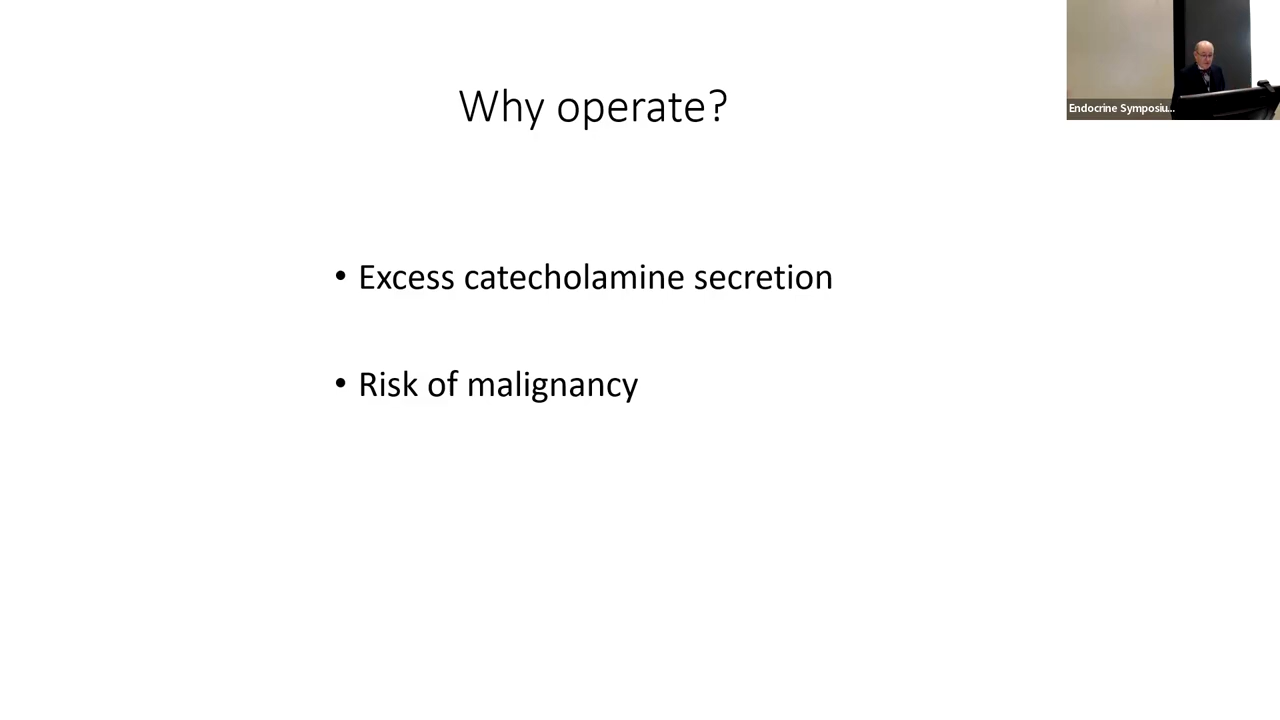 Why operate?
Endocrine Symposiu...
• Excess catecholamine secretion
• Risk of malignancy